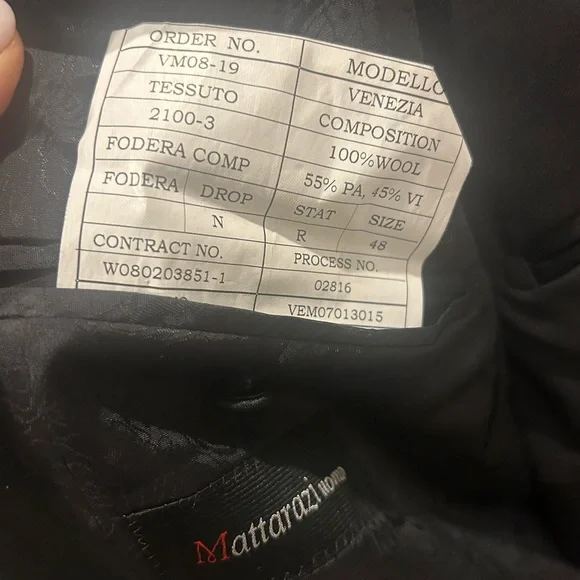 ORDER NO. MODELLO
VM08-19 VENEZIA
TESSUTO COMPOSITION
2100-3 100%WOOL
FODERA COMP 55% PA, 45% VI
FODERA DROP STAT SIZE
N R 48
CONTRACT NO. PROCESS NO.
W080203851-1 02816
VEM07013015
Mattarazi UOMO